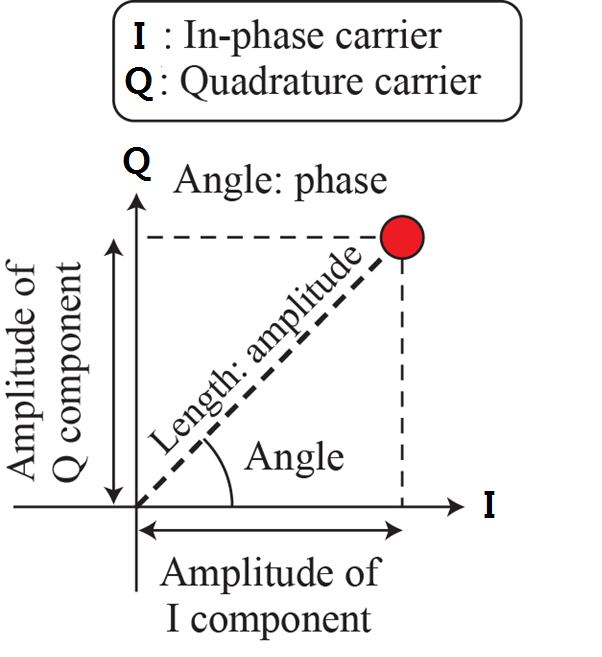 I : In-phase carrier
Q : Quadrature carrier
Q
Angle: phase
Length: amplitude
Amplitude of
Q component
Angle
I
Amplitude of
I component